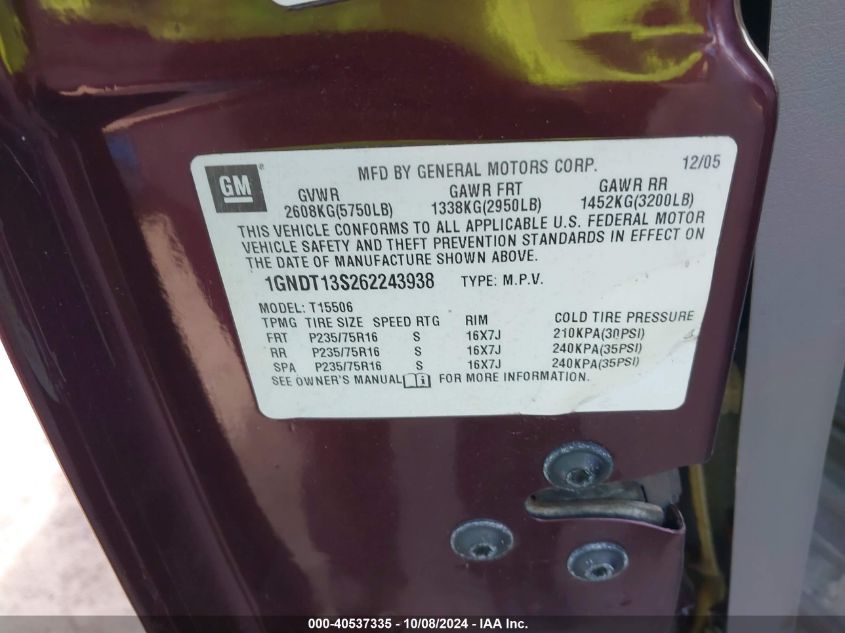 GM
MFD BY GENERAL MOTORS CORP. 12/05
GVWR GAWR FRT GAWR RR
2608KG(5750LB) 1338KG(2950LB) 1452KG(3200LB)
THIS VEHICLE CONFORMS TO ALL APPLICABLE U.S. FEDERAL MOTOR
VEHICLE SAFETY AND THEFT PREVENTION STANDARDS IN EFFECT ON
THE DATE OF MANUFACTURE SHOWN ABOVE.
1GNDT13S262243938 TYPE: M.P.V.
MODEL: T15506
TPMG TIRE SIZE SPEED RTG RIM COLD TIRE PRESSURE
FRT P235/75R16 S 16X7J 210KPA(30PSI)
RR P235/75R16 S 16X7J 240KPA(35PSI)
SPA P235/75R16 S 16X7J 240KPA(35PSI)
SEE OWNER'S MANUAL FOR MORE INFORMATION.
000-40537335 - 10/08/2024 - IAA Inc.